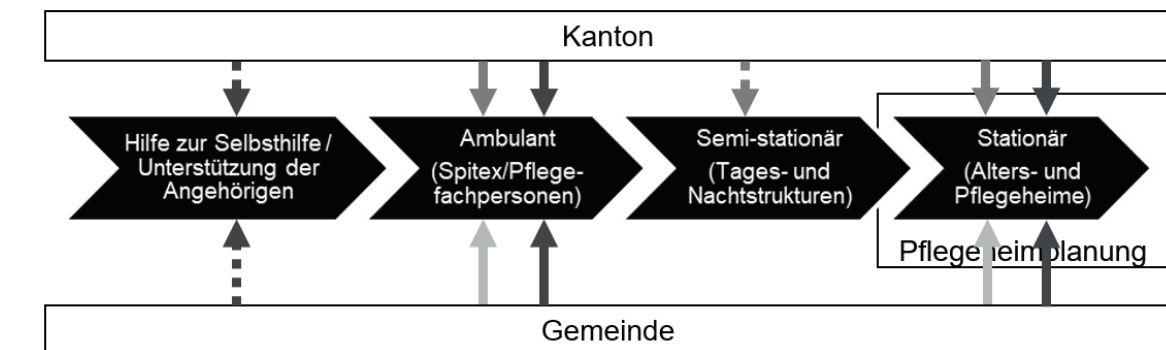 Kanton
Hilfe zur Selbsthilfe /
Unterstützung der
Angehörigen
Ambulant
(Spitex/Pflege-
fachpersonen)
Semi-stationär
(Tages- und
Nachtstrukturen)
Stationär
(Alters- und
Pflegeheime)
Pflegeheimplanung
Gemeinde